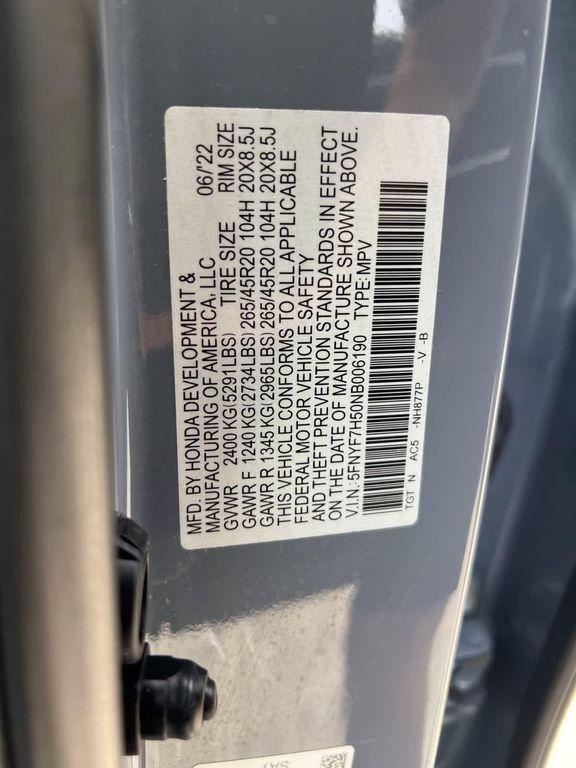 MFD. BY HONDA DEVELOPMENT &
MANUFACTURING OF AMERICA, LLC 06/'22
GVWR 2400 KG(5291LBS) TIRE SIZE RIM SIZE
GAWR F 1240 KG(2734LBS) 265/45R20 104H 20X8.5J
GAWR R 1345 KG(2965LBS) 265/45R20 104H 20X8.5J
THIS VEHICLE CONFORMS TO ALL APPLICABLE
FEDERAL MOTOR VEHICLE SAFETY
AND THEFT PREVENTION STANDARDS IN EFFECT
ON THE DATE OF MANUFACTURE SHOWN ABOVE.
V.I.N.:5FNYF7H50NB006190 TYPE:MPV
TGT N AC5 -NH877P -V -B